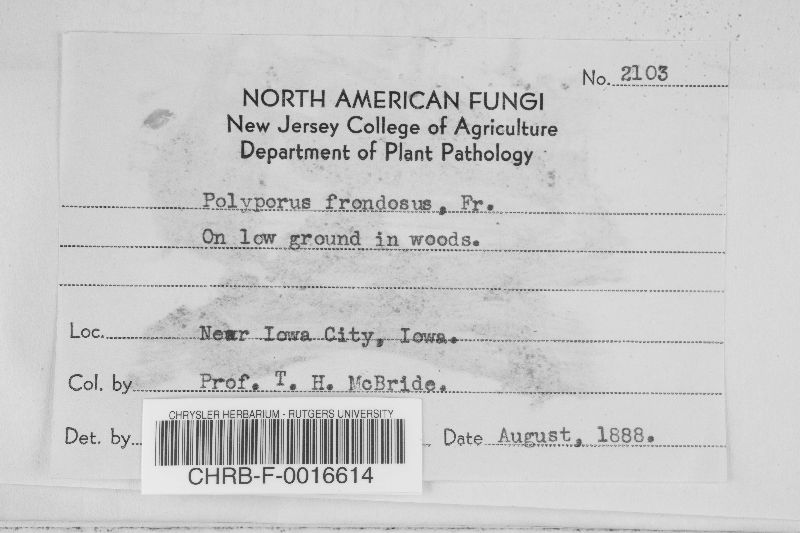 No. 2103
NORTH AMERICAN FUNGI
New Jersey College of Agriculture
Department of Plant Pathology
Polyporus frondosus, Fr.
On low ground in woods.
Loc. Near Iowa City, Iowa.
Col. by Prof. T. H. McBride.
Det. by Date August, 1888.
CHRYSLER HERBARIUM - RUTGERS UNIVERSITY
CHRB-F-0016614